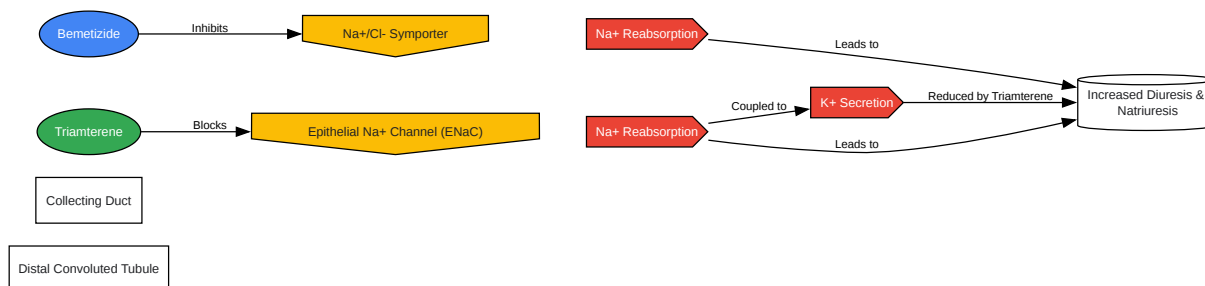 Bemetizide
Inhibits
Na+/Cl- Symporter
Na+ Reabsorption
Leads to
Increased Diuresis &
Natriuresis
Triamterene
Blocks
Epithelial Na+ Channel (ENaC)
Na+ Reabsorption
Coupled to
K+ Secretion
Reduced by Triamterene
Leads to
Collecting Duct
Distal Convoluted Tubule